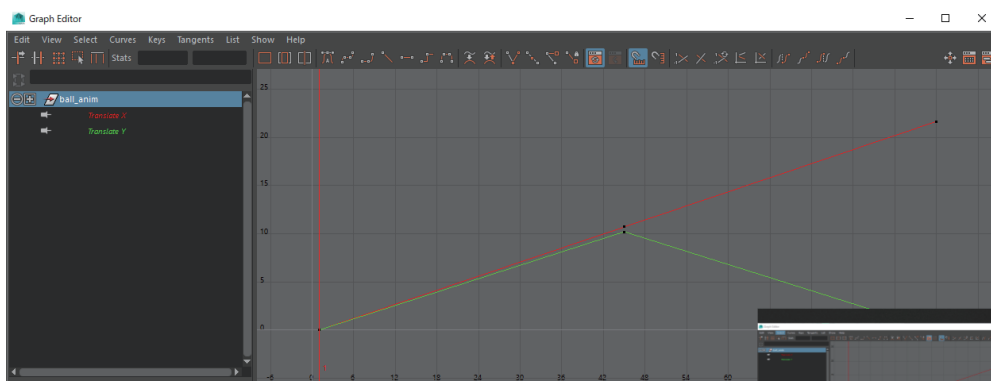 Graph Editor
Edit View Select Curves Keys Tangents List Show Help
Stats
ball_anim
Translate X
Translate Y
25
20
15
10
5
0
1
-6 0 6 12 18 24 30 36 42 48 54 60